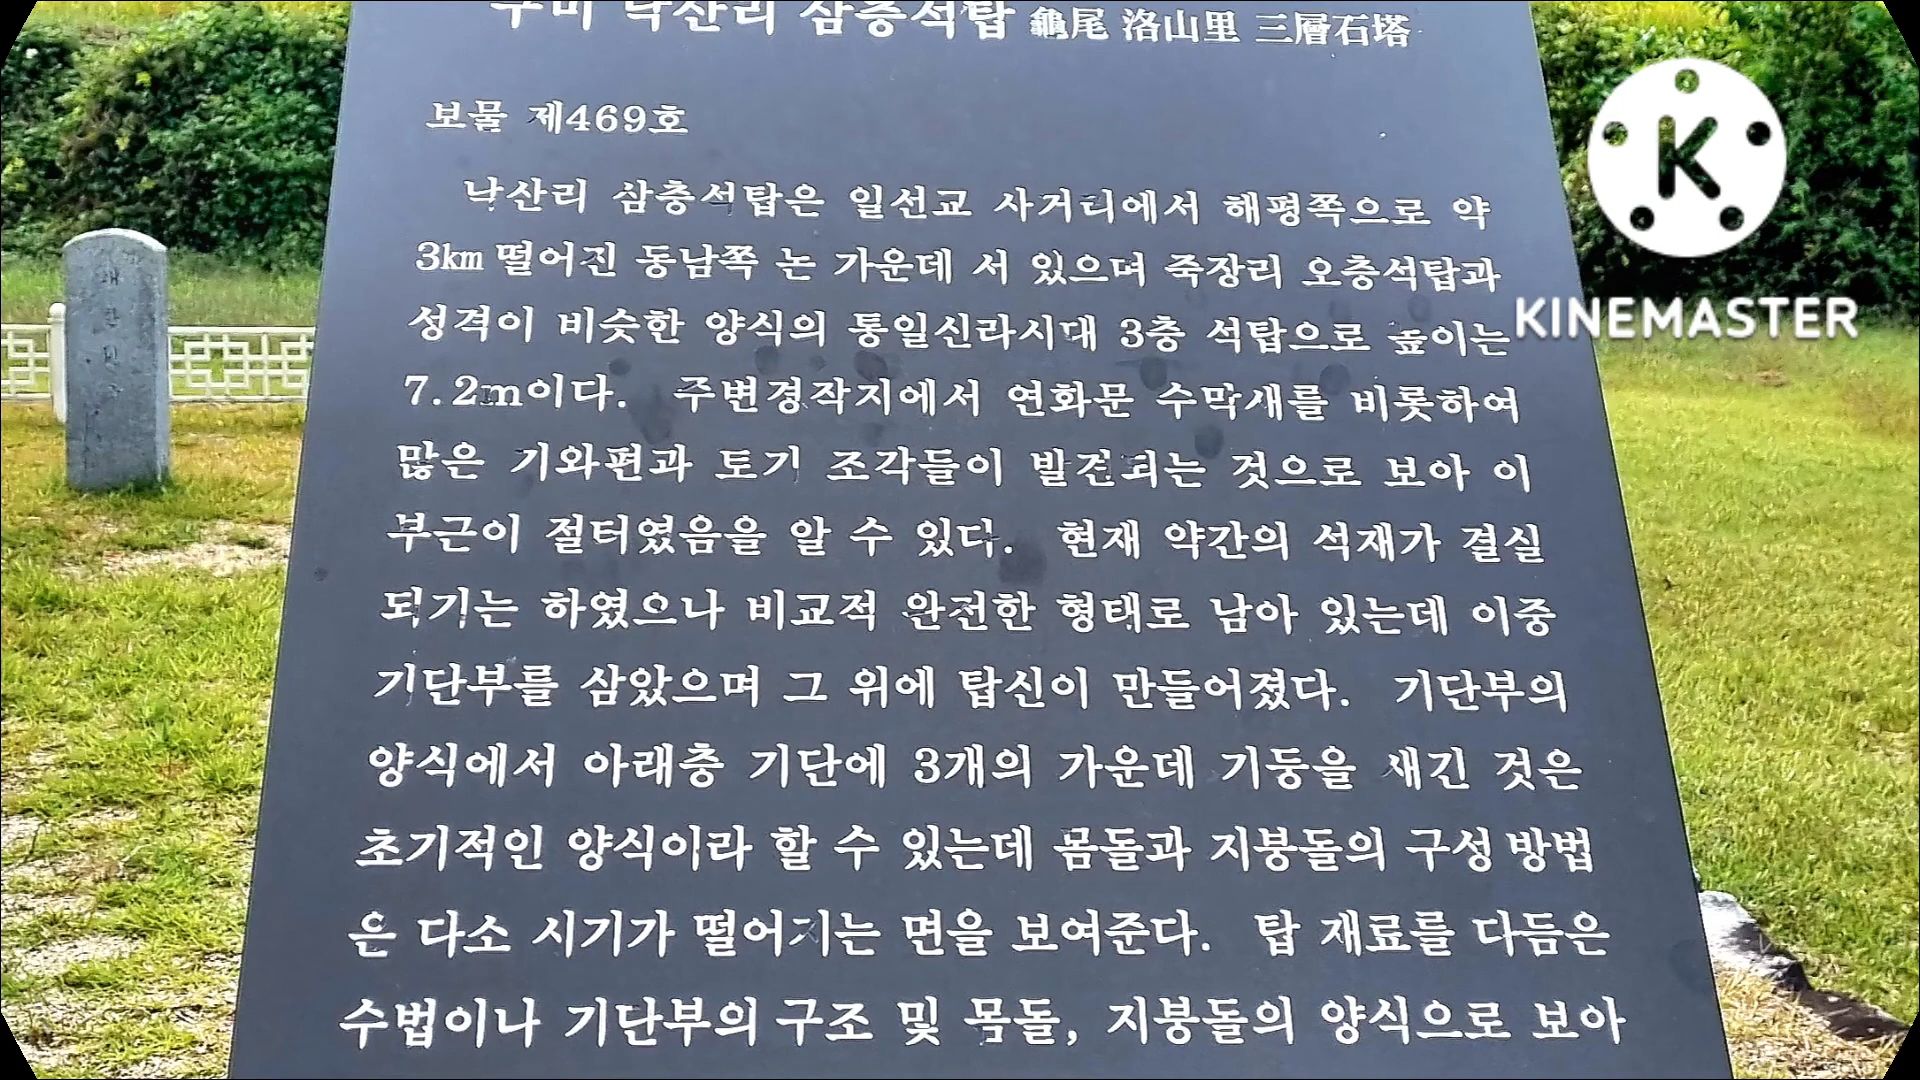 구미 낙산리 삼층석탑 龜尾 洛山里 三層石塔
보물 제469호
낙산리 삼층석탑은 일선교 사거리에서 해평쪽으로 약
3km 떨어진 동남쪽 논 가운데 서 있으며 죽장리 오층석탑과
성격이 비슷한 양식의 통일신라시대 3층 석탑으로 높이는
7.2m이다. 주변경작지에서 연화문 수막새를 비롯하여
많은 기와편과 토기 조각들이 발견되는 것으로 보아 이
부근이 절터였음을 알 수 있다. 현재 약간의 석재가 결실
되기는 하였으나 비교적 완전한 형태로 남아 있는데 이중
기단부를 삼았으며 그 위에 탑신이 만들어졌다. 기단부의
양식에서 아래층 기단에 3개의 가운데 기둥을 새긴 것은
초기적인 양식이라 할 수 있는데 몸돌과 지붕돌의 구성 방법
은 다소 시기가 떨어지는 면을 보여준다. 탑 재료를 다듬은
수법이나 기단부의 구조 및 몸돌, 지붕돌의 양식으로 보아
KINEMASTER